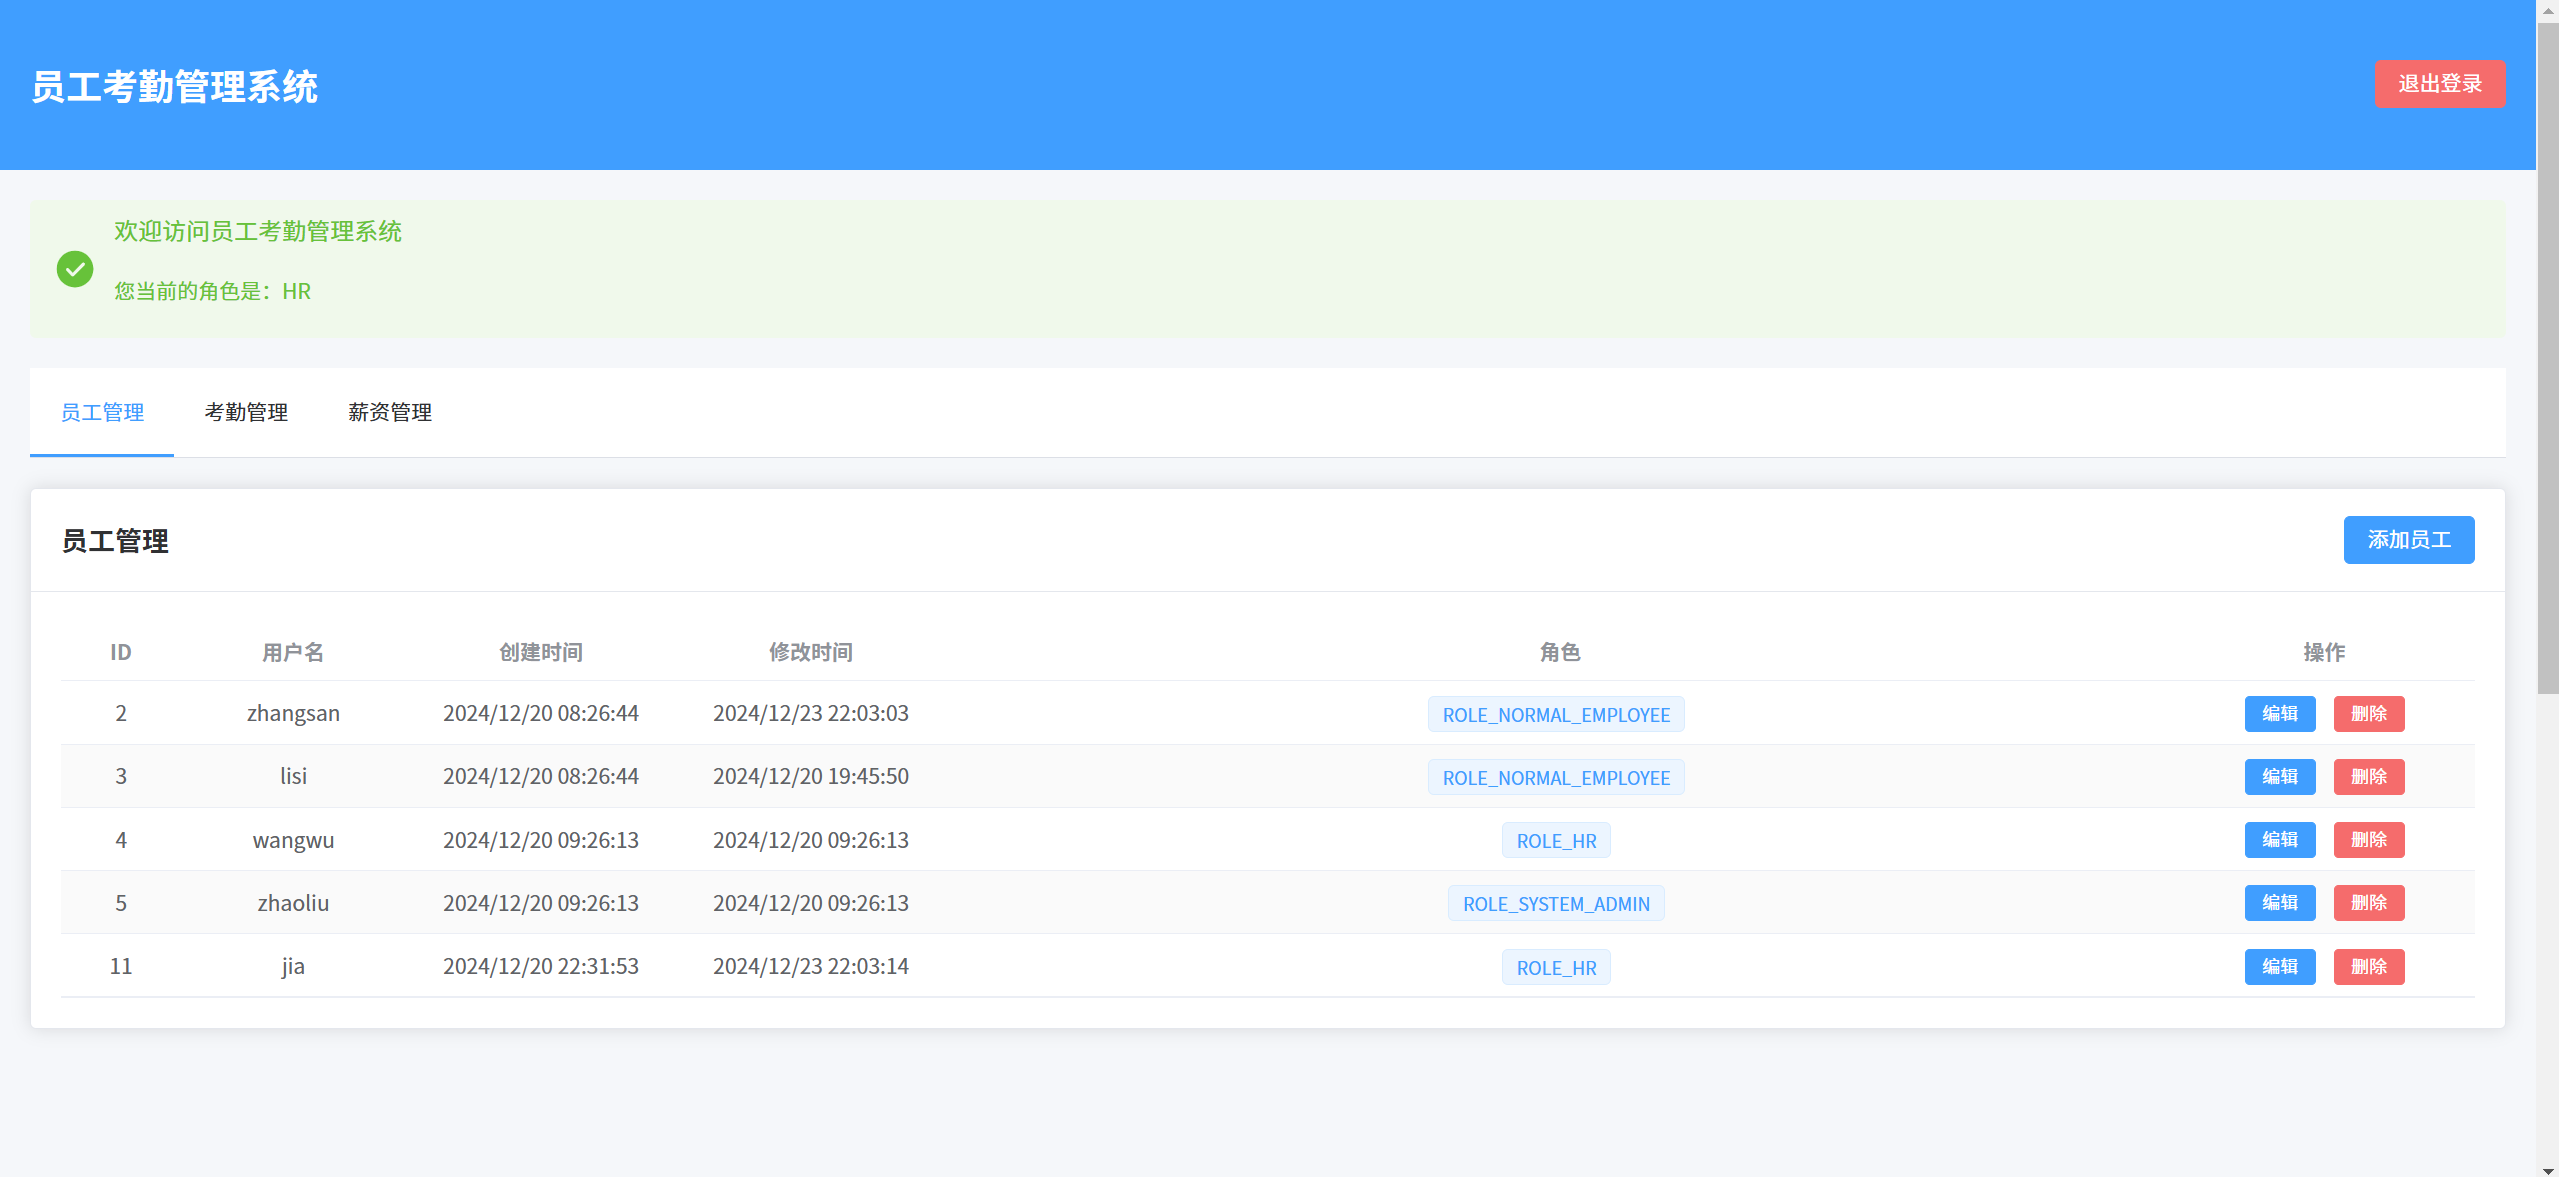 员工考勤管理系统 退出登录
欢迎访问员工考勤管理系统
您当前的角色是：HR
员工管理 考勤管理 薪资管理
员工管理 添加员工
ID 用户名 创建时间 修改时间 角色 操作
2 zhangsan 2024/12/20 08:26:44 2024/12/23 22:03:03 ROLE_NORMAL_EMPLOYEE 编辑 删除
3 lisi 2024/12/20 08:26:44 2024/12/20 19:45:50 ROLE_NORMAL_EMPLOYEE 编辑 删除
4 wangwu 2024/12/20 09:26:13 2024/12/20 09:26:13 ROLE_HR 编辑 删除
5 zhaoliu 2024/12/20 09:26:13 2024/12/20 09:26:13 ROLE_SYSTEM_ADMIN 编辑 删除
11 jia 2024/12/20 22:31:53 2024/12/23 22:03:14 ROLE_HR 编辑 删除